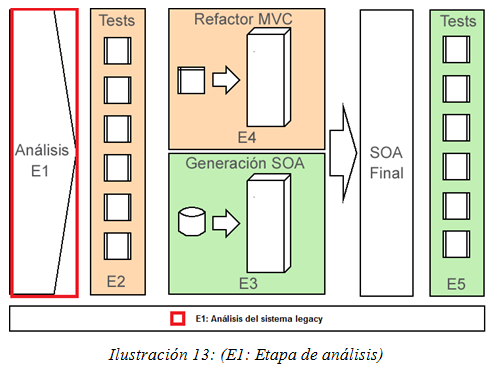 Análisis
E1
Tests
E2
Refactor MVC
E4
Generación SOA
E3
SOA
Final
Tests
E5
E1: Análisis del sistema legacy
Ilustración 13: (E1: Etapa de análisis)